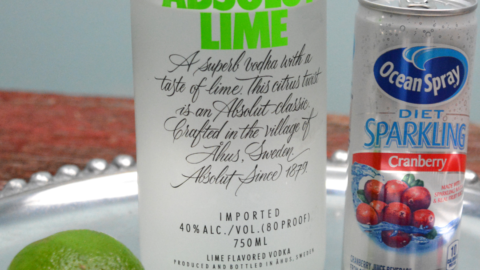 ABSOLUT
LIME
A superb vodka with a
taste of lime. This citrus twist
is an Absolut classic.
Crafted in the village of
Åhus, Sweden.
Absolut Since 1879.
IMPORTED
40% ALC./VOL. (80 PROOF)
750ML
LIME FLAVORED VODKA
PRODUCED AND BOTTLED IN ÅHUS, SWEDEN
Ocean Spray
DIET
SPARKLING
Cranberry